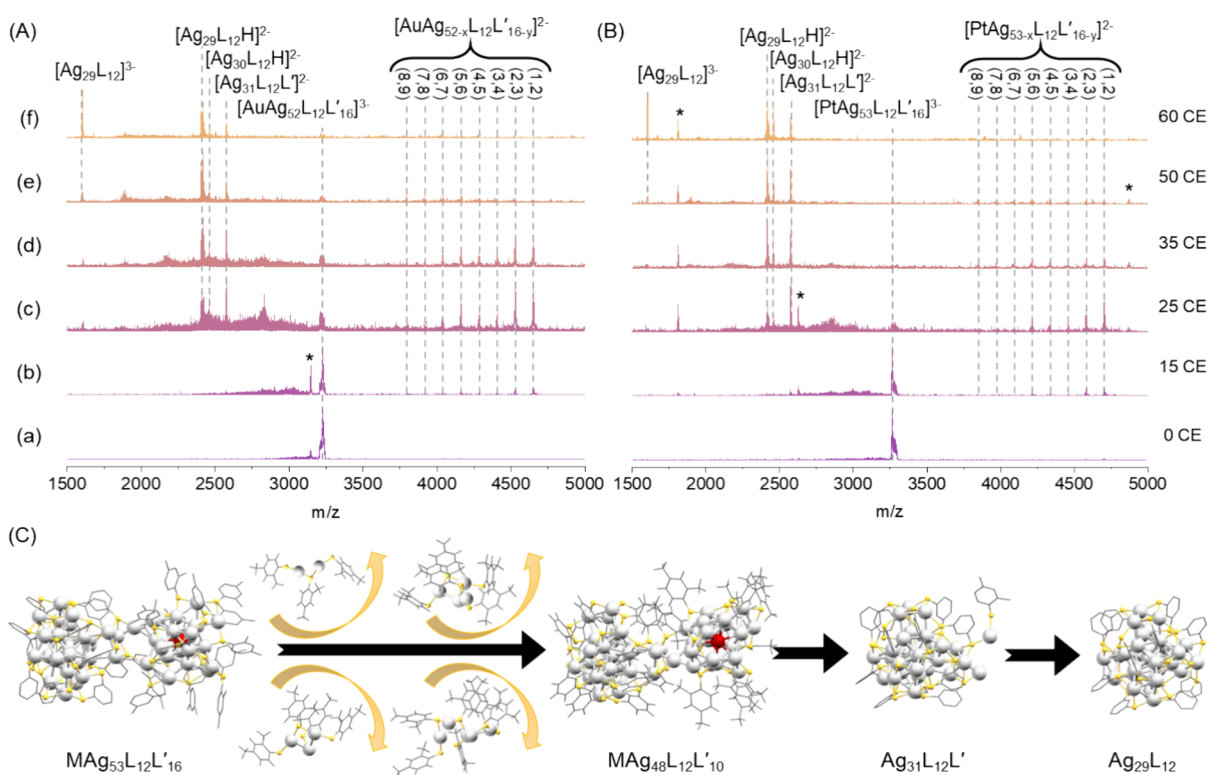 (A)
[Ag₂₉L₁₂]³⁻
[Ag₂₉L₁₂H]²⁻
[Ag₃₀L₁₂H]²⁻
[Ag₃₁L₁₂L′]²⁻
[AuAg₅₂L₁₂L′₁₆]³⁻
[AuAg₅₂₋ₓL₁₂L′₁₆₋ᵧ]²⁻
(8,9)
(7,8)
(6,7)
(5,6)
(4,5)
(3,4)
(2,3)
(1,2)
(f)
(e)
(d)
(c)
(b)
*
(a)
1500 2000 2500 3000 3500 4000 4500 5000
m/z
(B)
[Ag₂₉L₁₂]³⁻
[Ag₂₉L₁₂H]²⁻
[Ag₃₀L₁₂H]²⁻
[Ag₃₁L₁₂L′]²⁻
[PtAg₅₃L₁₂L′₁₆]³⁻
[PtAg₅₃₋ₓL₁₂L′₁₆₋ᵧ]²⁻
(8,9)
(7,8)
(6,7)
(5,6)
(4,5)
(3,4)
(2,3)
(1,2)
*
60 CE
*
50 CE
35 CE
*
25 CE
15 CE
0 CE
1500 2000 2500 3000 3500 4000 4500 5000
m/z
(C)
MAg₅₃L₁₂L′₁₆
MAg₄₈L₁₂L′₁₀
Ag₃₁L₁₂L′
Ag₂₉L₁₂